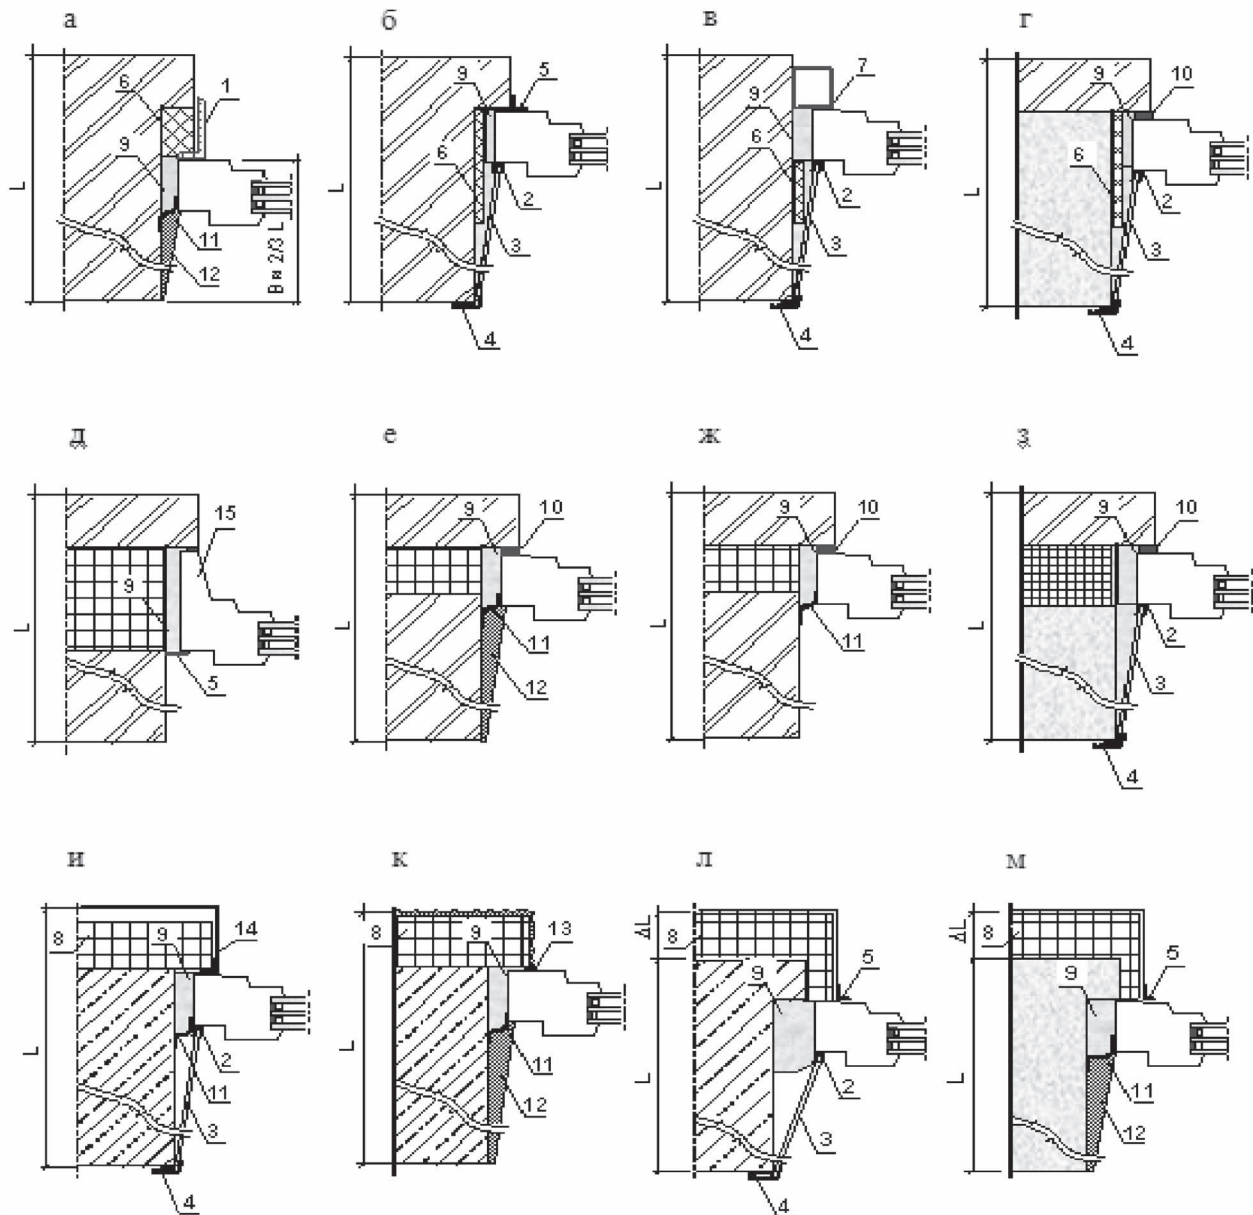 а б в г
L 6 1 9 11 12 В и 2/3 L
L 9 5 6 2 3 4
L 9 7 6 2 3 4
L 9 10 6 2 3 4
д е ж з
L 15 9 5
L 9 10 11 12
L 9 10 11
L 9 10 2 3 4
и к л м
L 8 9 14 2 11 3 4
L 8 9 13 11 12
ΔL L 8 9 5 2 3 4
ΔL L 8 9 5 11 12